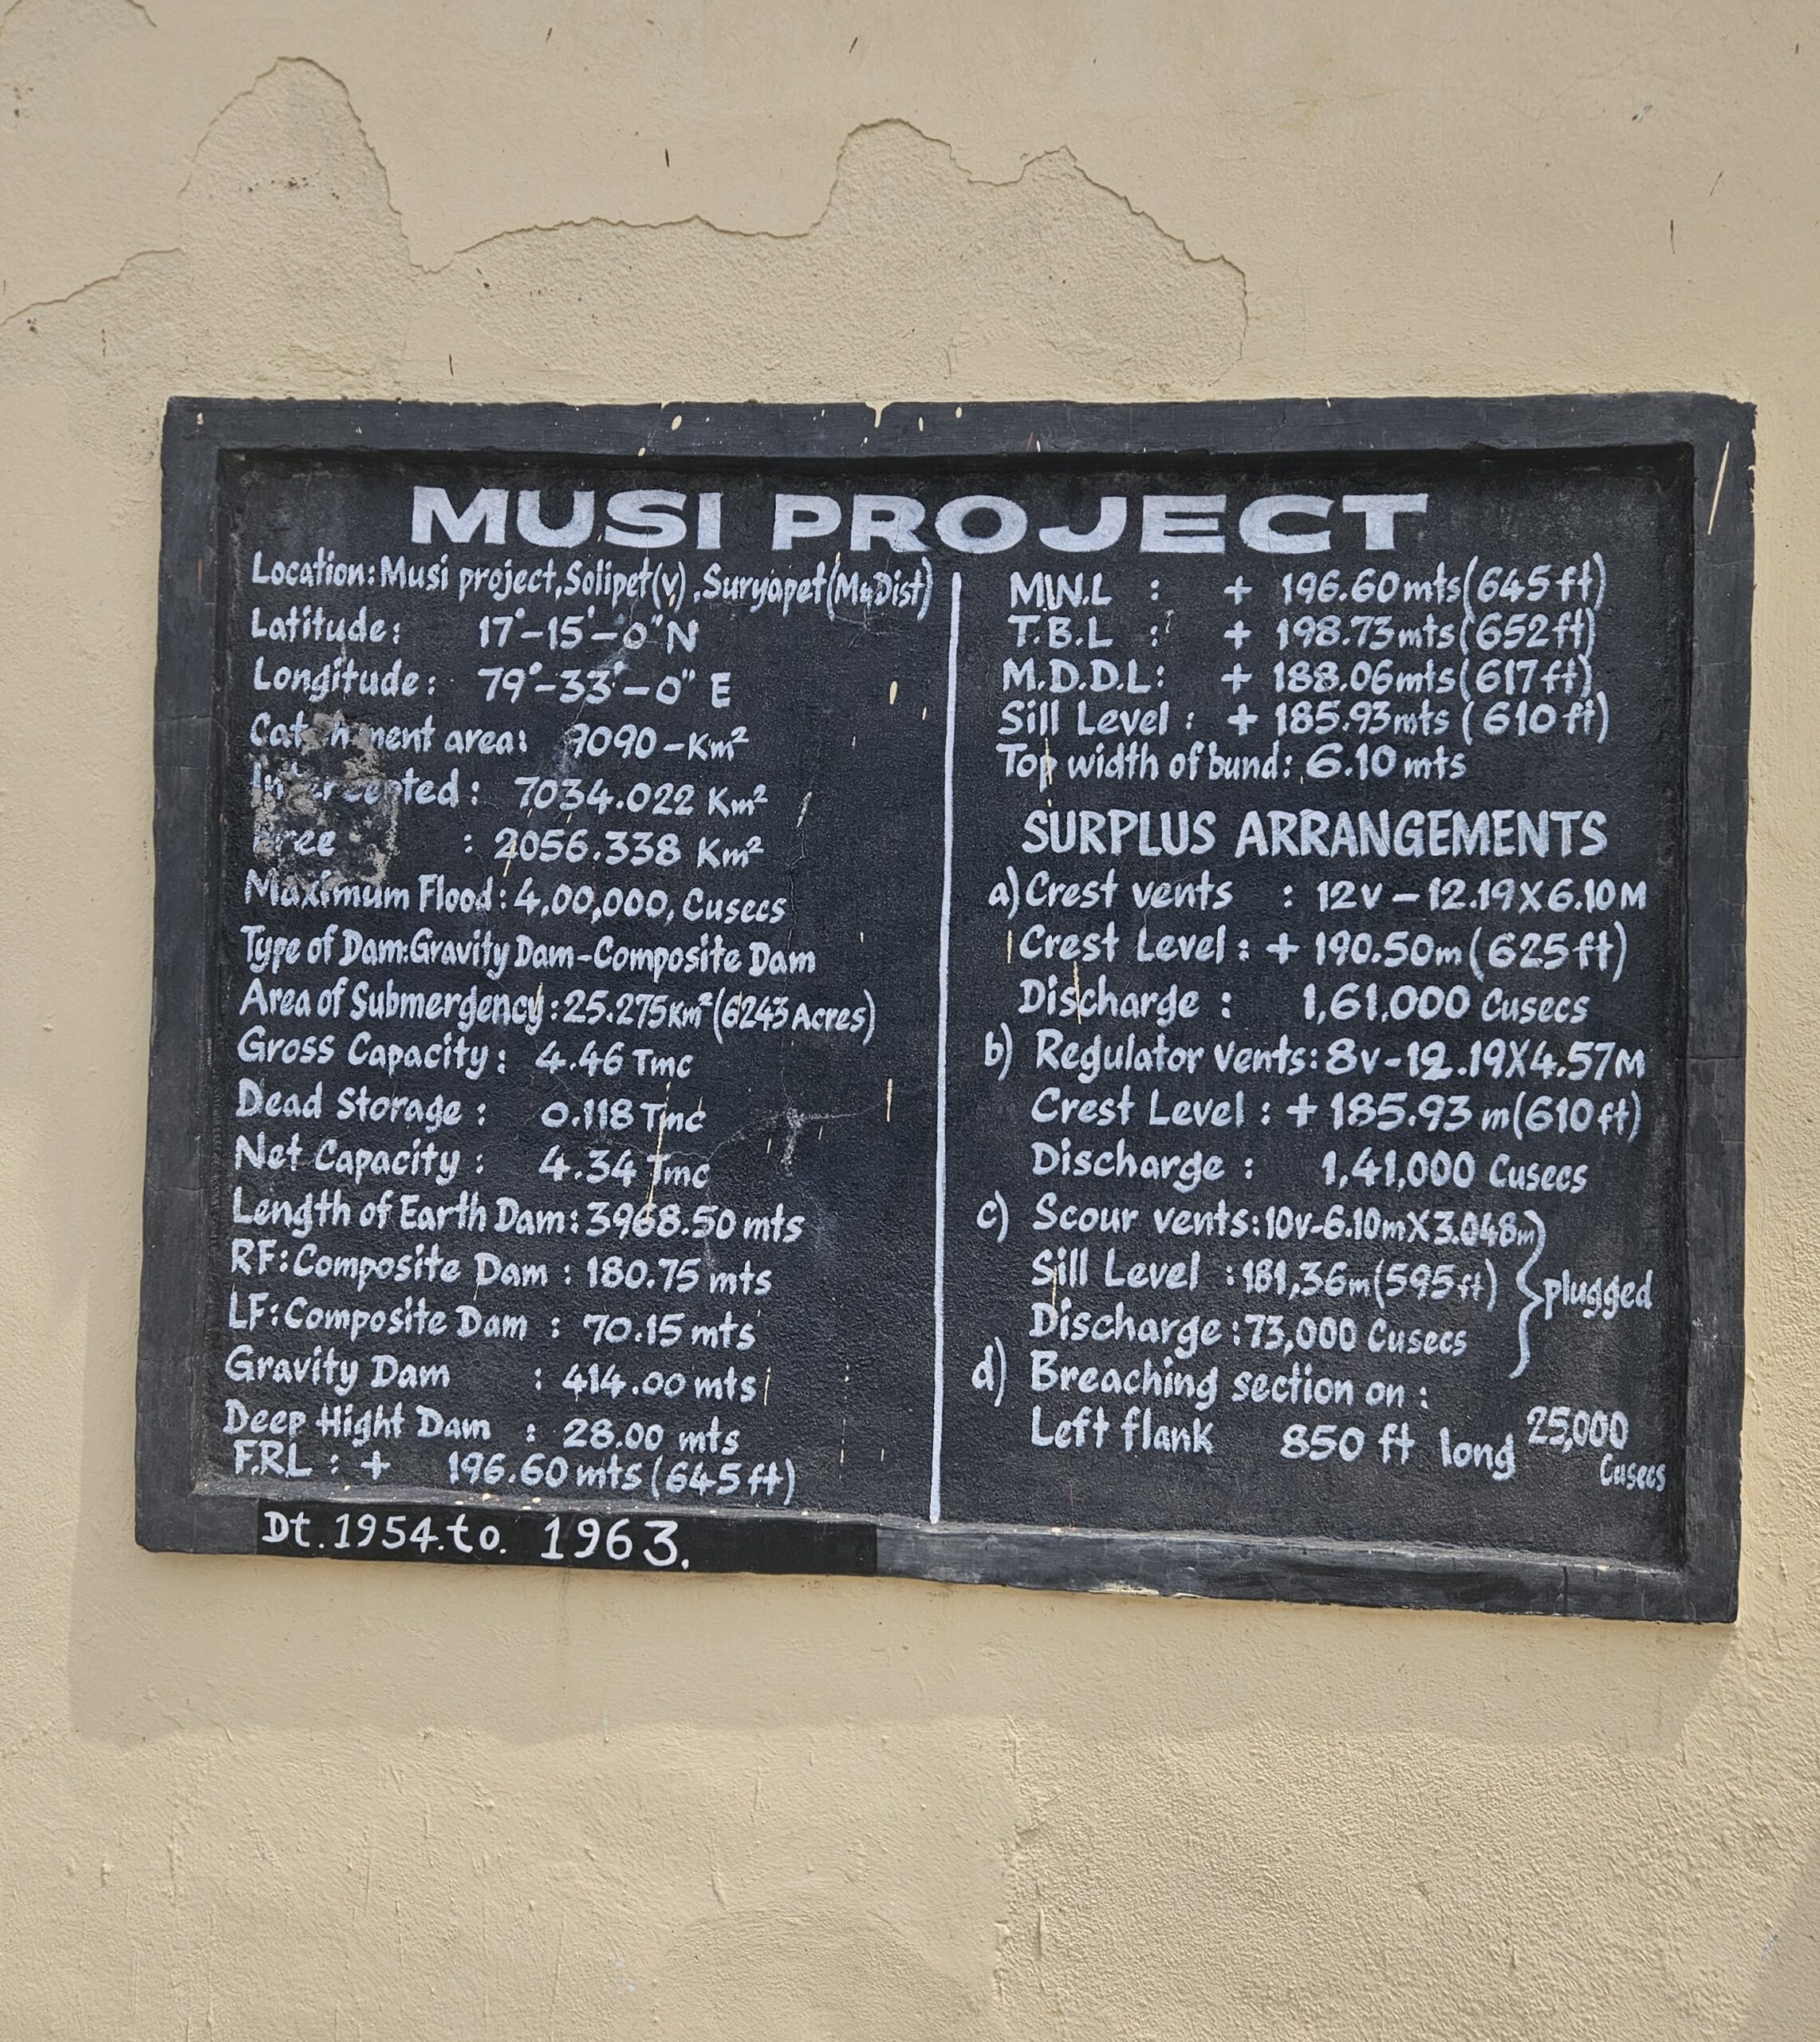 MUSI PROJECT
Location: Musi project, Solipet(v), Suryapet(M&Dist)
Latitude: 17°-15'-0" N
Longitude: 79°-33'-0" E
Catchment area: 9090-Km²
Intercepted: 7034.022 Km²
Free : 2056.338 Km²
Maximum Flood: 4,00,000, Cusecs
Type of Dam:Gravity Dam-Composite Dam
Area of Submergency: 25.275Km² (6243 Acres)
Gross Capacity: 4.46 Tmc
Dead Storage: 0.118 Tmc
Net Capacity: 4.34 Tmc
Length of Earth Dam: 3968.50 mts
RF: Composite Dam : 180.75 mts
LF: Composite Dam : 70.15 mts
Gravity Dam : 414.00 mts
Deep Hight Dam : 28.00 mts
F.R.L : + 196.60 mts (645 ft)
Dt. 1954. to. 1963.
M.W.L : + 196.60 mts (645 ft)
T.B.L : + 198.73 mts (652 ft)
M.D.D.L: + 188.06 mts (617 ft)
Sill Level : + 185.93 mts (610 ft)
Top width of bund: 6.10 mts
SURPLUS ARRANGEMENTS
a) Crest vents : 12V - 12.19 X 6.10 M
Crest Level : + 190.50m (625 ft)
Discharge : 1,61,000 Cusecs
b) Regulator vents: 8v-12.19X4.57M
Crest Level : + 185.93 m (610 ft)
Discharge : 1,41,000 Cusecs
c) Scour vents: 10v-6.10mX3.048m
Sill Level : 181,36m (595 ft) } plugged
Discharge : 73,000 Cusecs
d) Breaching section on :
Left flank 850 ft long 25,000 Cusecs